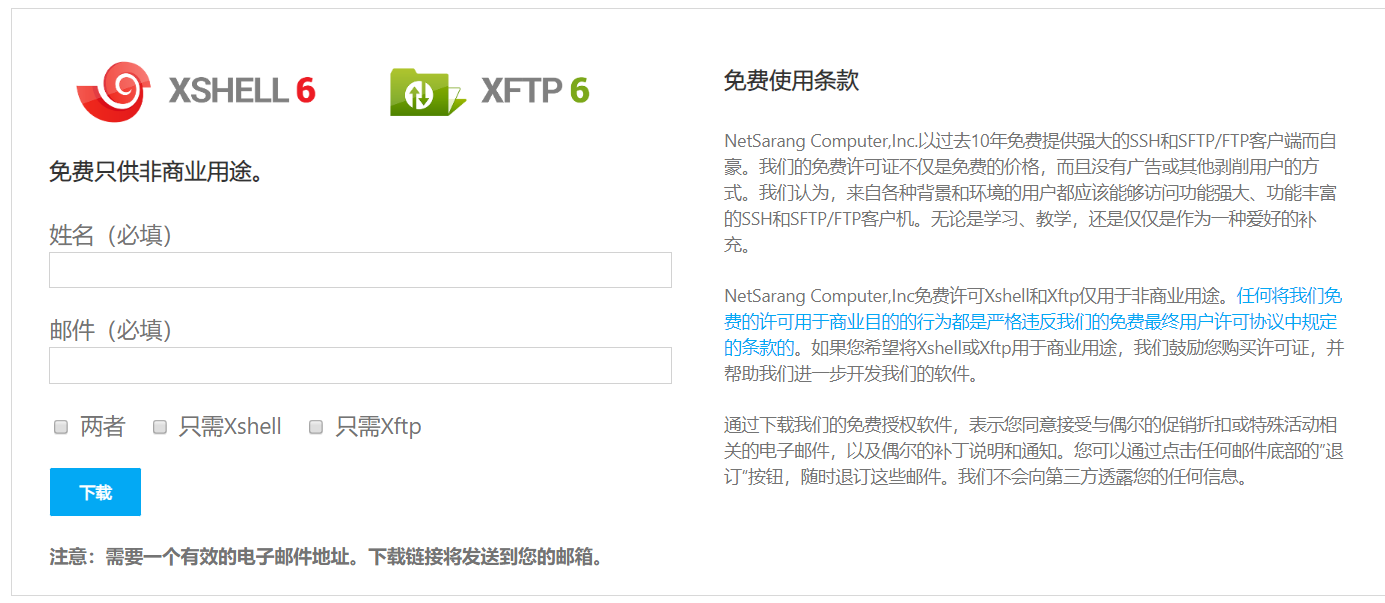 XSHELL 6
XFTP 6
免费只供非商业用途。
姓名（必填）
邮件（必填）
两者
只需Xshell
只需Xftp
下载
注意：需要一个有效的电子邮件地址。下载链接将发送到您的邮箱。
免费使用条款
NetSarang Computer,Inc.以过去10年免费提供强大的SSH和SFTP/FTP客户端而自
豪。我们的免费许可证不仅是免费的价格，而且没有广告或其他剥削用户的方
式。我们认为，来自各种背景和环境的用户都应该能够访问功能强大、功能丰富
的SSH和SFTP/FTP客户机。无论是学习、教学，还是仅仅是作为一种爱好的补
充。
NetSarang Computer,Inc免费许可Xshell和Xftp仅用于非商业用途。任何将我们免
费的许可用于商业目的的行为都是严格违反我们的免费最终用户许可协议中规定
的条款的。如果您希望将Xshell或Xftp用于商业用途，我们鼓励您购买许可证，并
帮助我们进一步开发我们的软件。
通过下载我们的免费授权软件，表示您同意接受与偶尔的促销折扣或特殊活动相
关的电子邮件，以及偶尔的补丁说明和通知。您可以通过点击任何邮件底部的"退
订"按钮，随时退订这些邮件。我们不会向第三方透露您的任何信息。